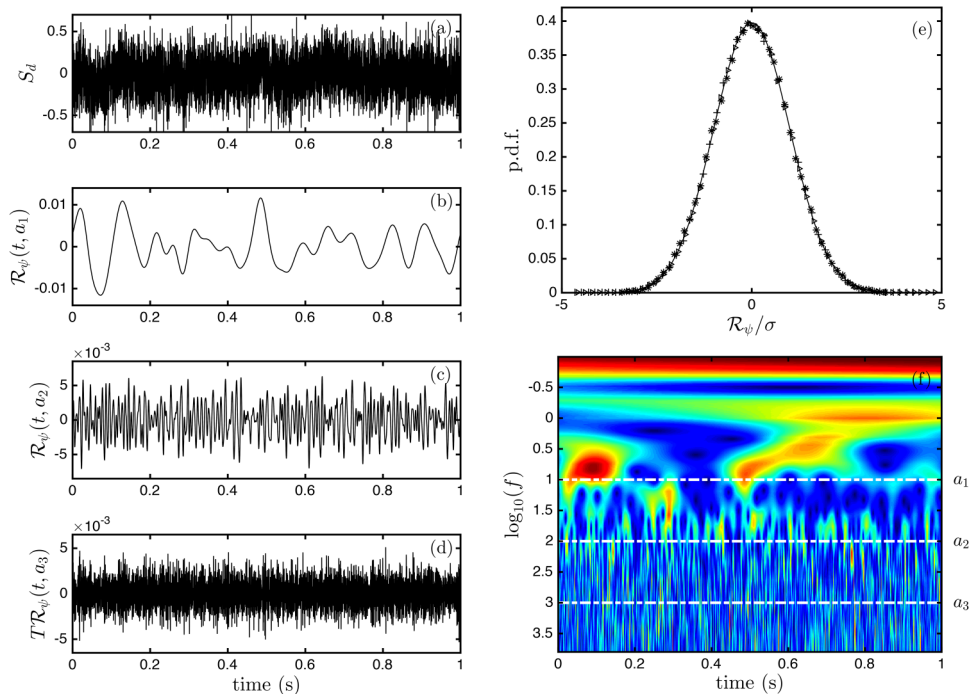 (a)
S_d
0.5
0
-0.5
0 0.2 0.4 0.6 0.8 1
(b)
ℛ_ψ(t, a_1)
0.01
0
-0.01
0 0.2 0.4 0.6 0.8 1
×10⁻³
(c)
ℛ_ψ(t, a_2)
5
0
-5
0 0.2 0.4 0.6 0.8 1
×10⁻³
(d)
Tℛ_ψ(t, a_3)
5
0
-5
0 0.2 0.4 0.6 0.8 1
time (s)
(e)
p.d.f.
0.4
0.35
0.3
0.25
0.2
0.15
0.1
0.05
0
-5 0 5
ℛ_ψ/σ
(f)
log₁₀(f)
-0.5
0
0.5
1
1.5
2
2.5
3
3.5
a_1
a_2
a_3
0 0.2 0.4 0.6 0.8 1
time (s)